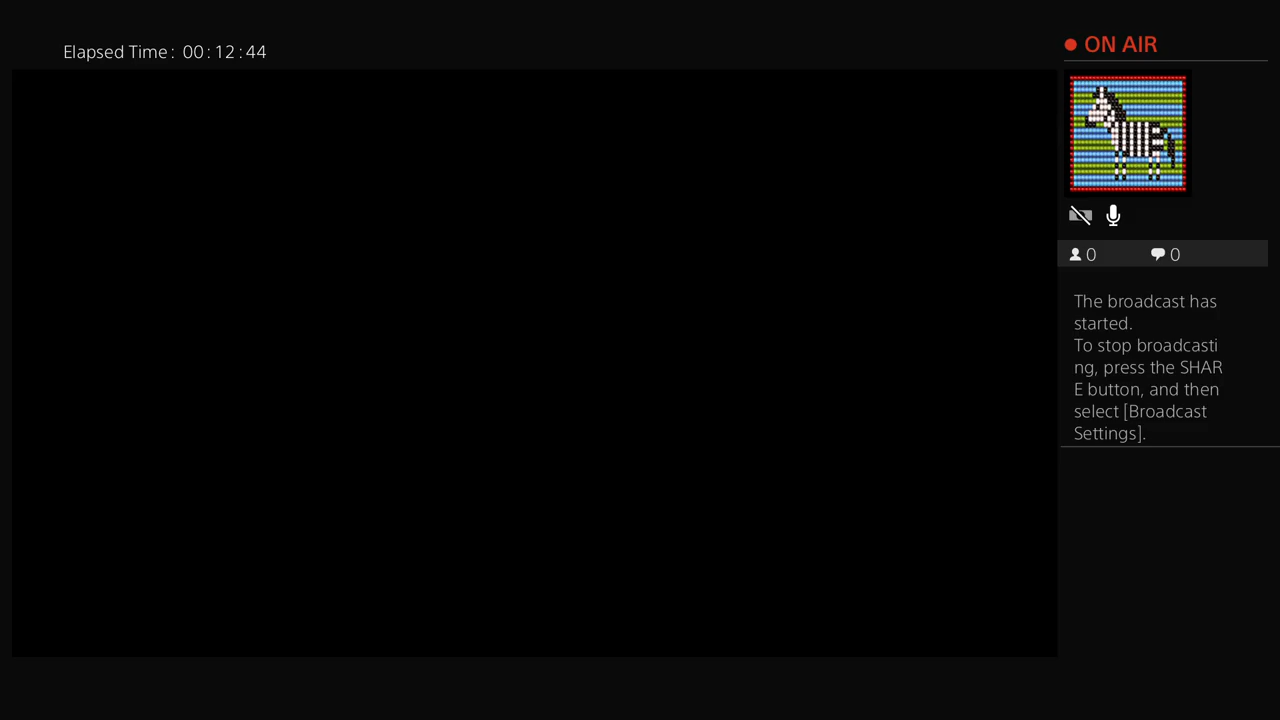 Elapsed Time: 00:12:44
ON AIR
0 0
The broadcast has
started.
To stop broadcasti
ng, press the SHAR
E button, and then
select [Broadcast
Settings].